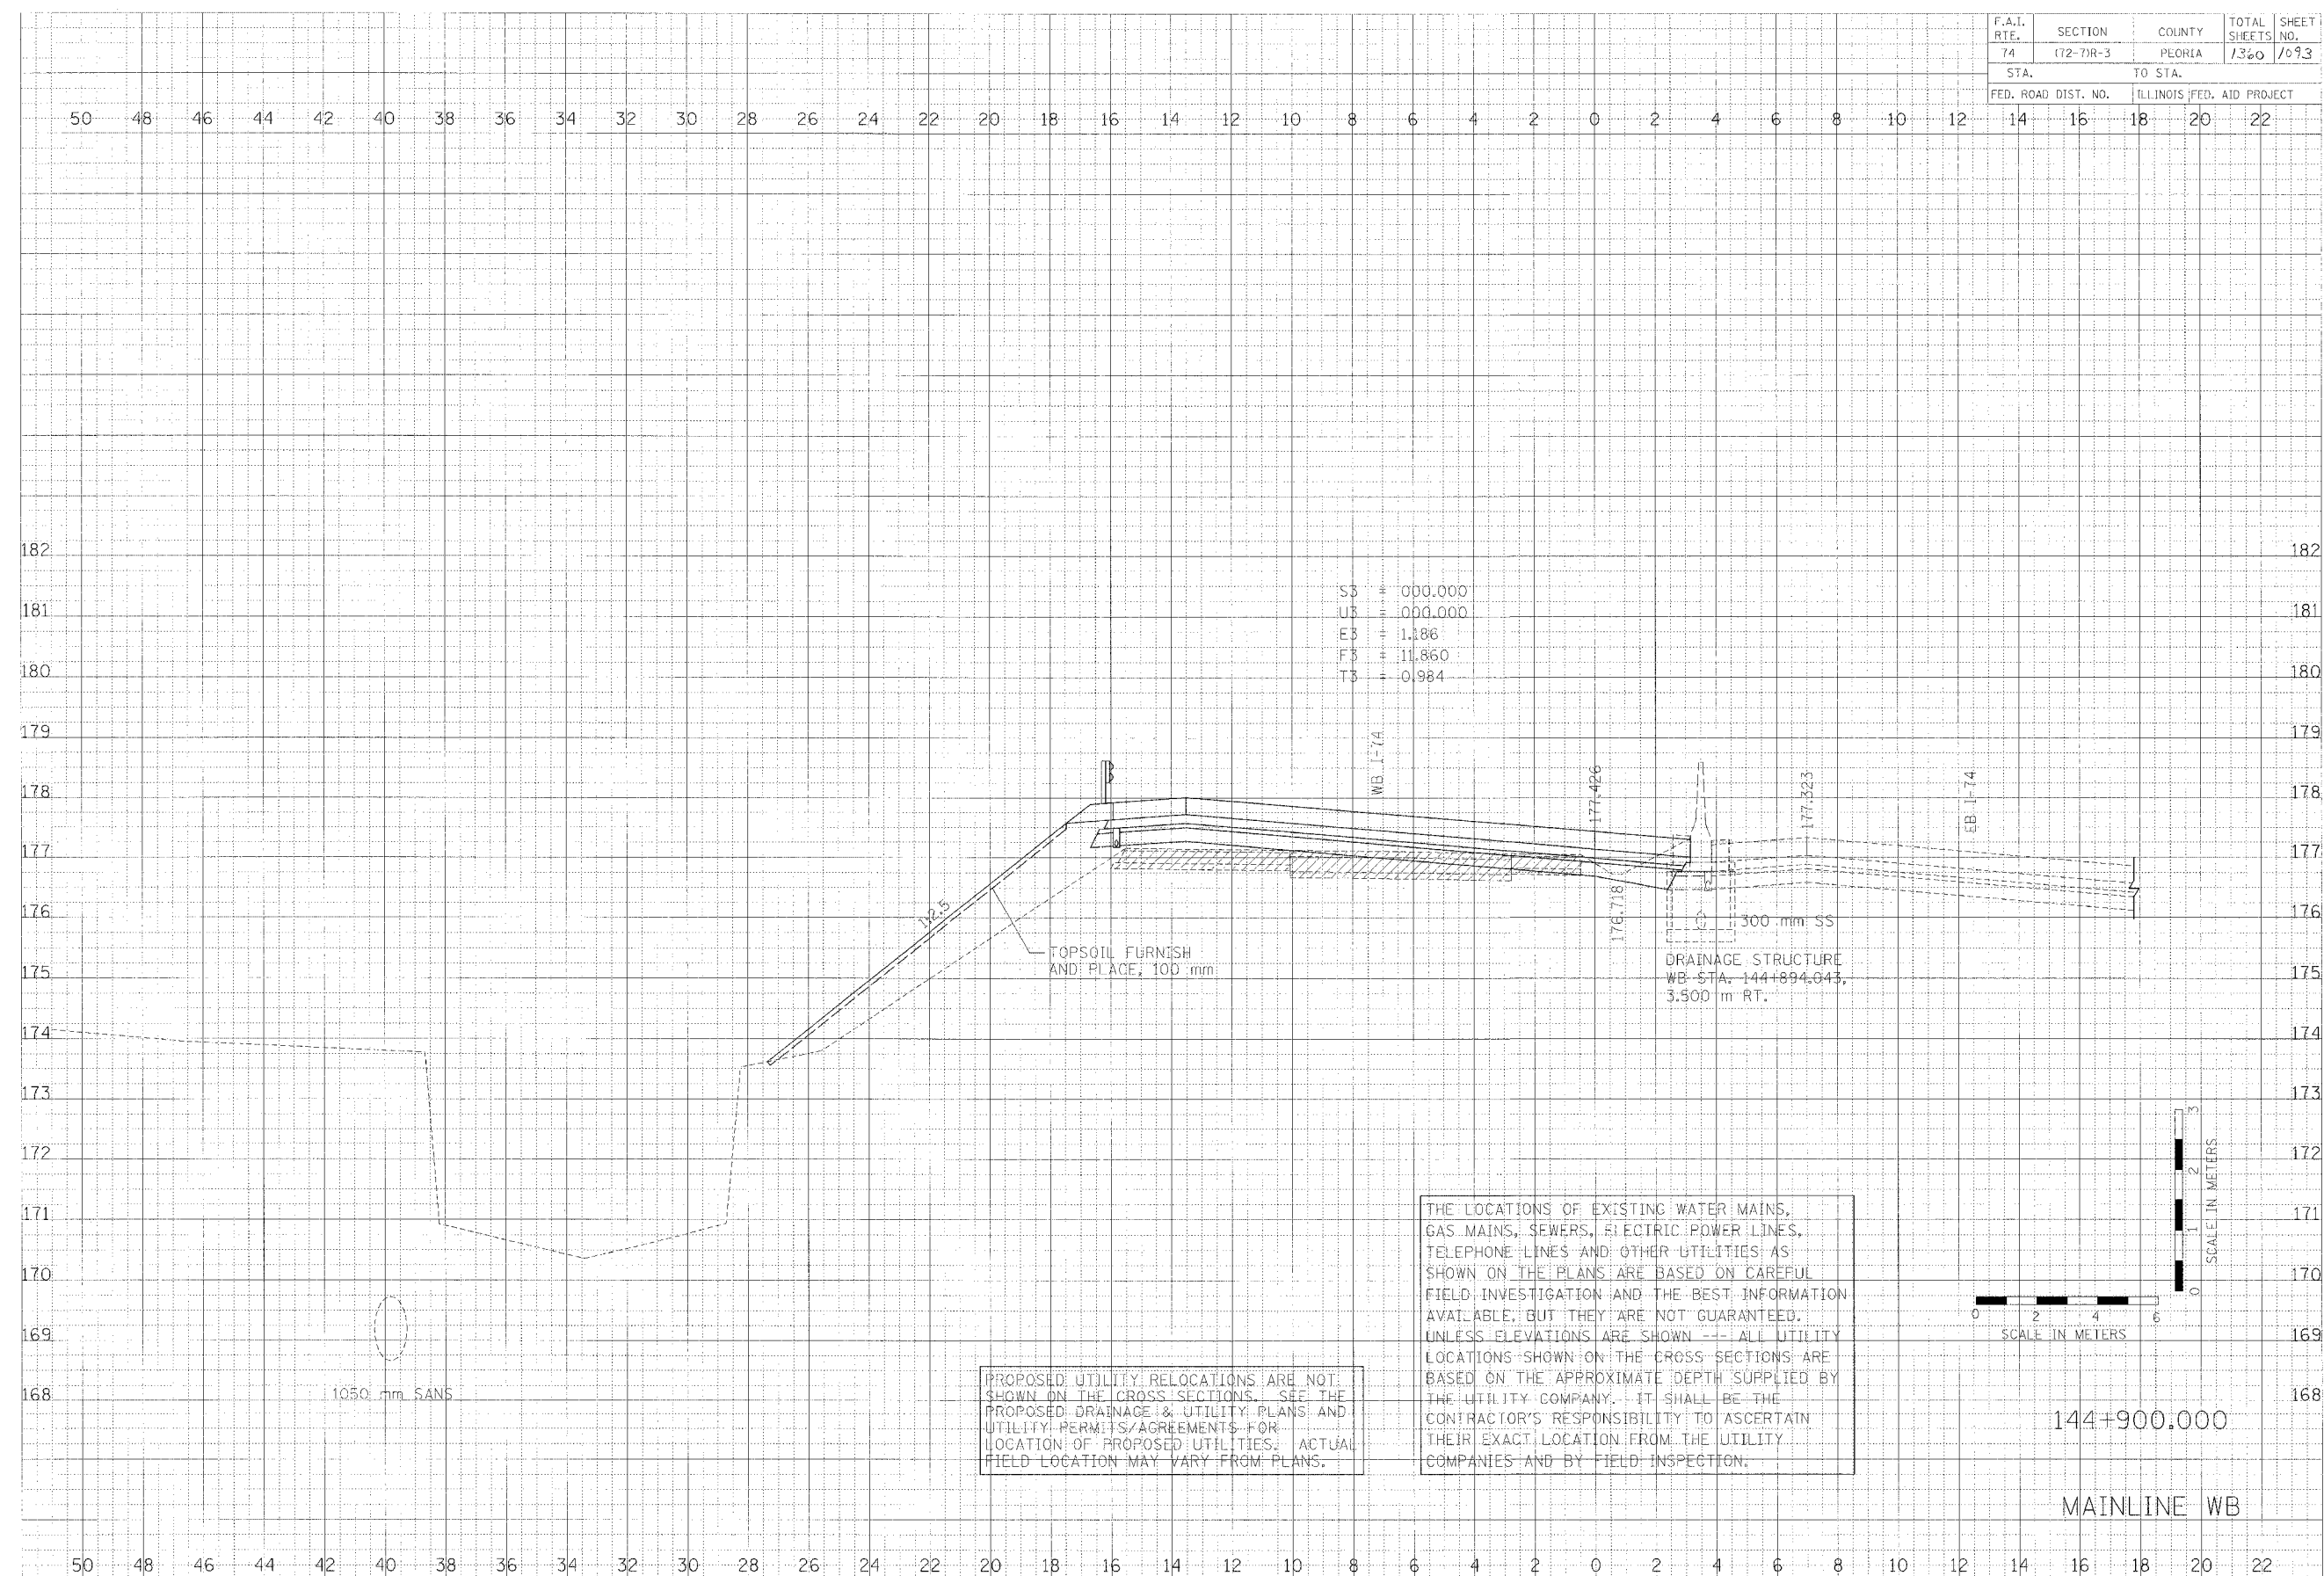 F.A.I. RTE. SECTION COUNTY TOTAL SHEETS SHEET NO.
74 (72-7)R-3 PEORIA 1360 1093
STA. TO STA.
FED. ROAD DIST. NO. ILLINOIS FED. AID PROJECT
50 48 46 44 42 40 38 36 34 32 30 28 26 24 22 20 18 16 14 12 10 8 6 4 2 0 2 4 6 8 10 12 14 16 18 20 22
182 182
S3 = 000.000
181 U3 = 000.000 181
E3 = 1.186
F3 = 11.860
180 T3 = 0.984 180
179 179
WB I-74
177.426
177.323
EB I-74
178 178
177 177
176.718
1:2.5
176 300 mm SS 176
TOPSOIL FURNISH
AND PLACE, 100 mm
DRAINAGE STRUCTURE
WB STA. 144+894.043,
3.500 m RT.
175 175
174 174
173 173
172 172
171 171
170 170
169 169
168 168
3
2
1
0
SCALE IN METERS
0 2 4 6
SCALE IN METERS
1050 mm SANS
PROPOSED UTILITY RELOCATIONS ARE NOT
SHOWN ON THE CROSS SECTIONS. SEE THE
PROPOSED DRAINAGE & UTILITY PLANS AND
UTILITY PERMITS/AGREEMENTS FOR
LOCATION OF PROPOSED UTILITIES. ACTUAL
FIELD LOCATION MAY VARY FROM PLANS.
THE LOCATIONS OF EXISTING WATER MAINS,
GAS MAINS, SEWERS, ELECTRIC POWER LINES,
TELEPHONE LINES AND OTHER UTILITIES AS
SHOWN ON THE PLANS ARE BASED ON CAREFUL
FIELD INVESTIGATION AND THE BEST INFORMATION
AVAILABLE, BUT THEY ARE NOT GUARANTEED.
UNLESS ELEVATIONS ARE SHOWN --- ALL UTILITY
LOCATIONS SHOWN ON THE CROSS SECTIONS ARE
BASED ON THE APPROXIMATE DEPTH SUPPLIED BY
THE UTILITY COMPANY. IT SHALL BE THE
CONTRACTOR'S RESPONSIBILITY TO ASCERTAIN
THEIR EXACT LOCATION FROM THE UTILITY
COMPANIES AND BY FIELD INSPECTION.
144+900.000
MAINLINE WB
50 48 46 44 42 40 38 36 34 32 30 28 26 24 22 20 18 16 14 12 10 8 6 4 2 0 2 4 6 8 10 12 14 16 18 20 22